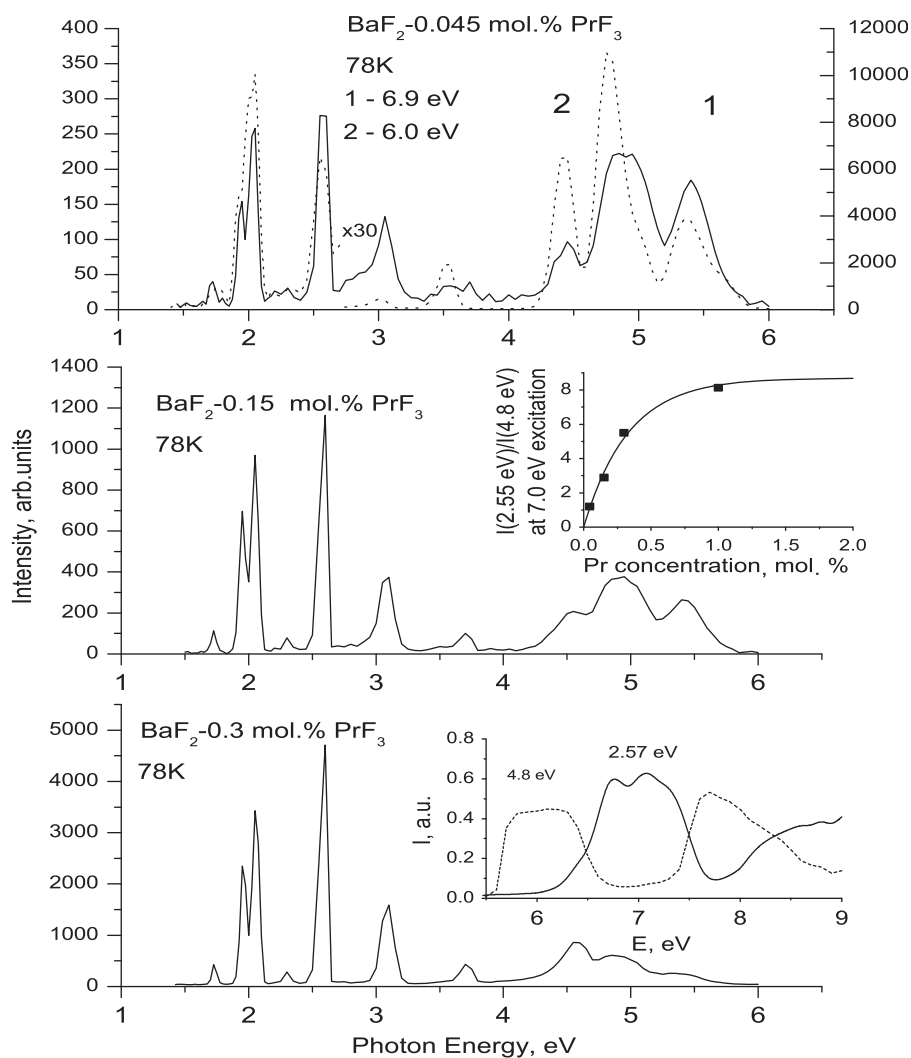 BaF₂-0.045 mol.% PrF₃
78K
1 - 6.9 eV
2 - 6.0 eV
2
1
x30
400
350
300
250
200
150
100
50
0
12000
10000
8000
6000
4000
2000
0
1 2 3 4 5 6
Intensity, arb.units
BaF₂-0.15 mol.% PrF₃
78K
1400
1200
1000
800
600
400
200
0
1 2 3 4 5 6
I(2.55 eV)/I(4.8 eV)
at 7.0 eV excitation
8
6
4
2
0
0.0 0.5 1.0 1.5 2.0
Pr concentration, mol. %
BaF₂-0.3 mol.% PrF₃
78K
5000
4000
3000
2000
1000
0
1 2 3 4 5 6
Photon Energy, eV
4.8 eV
2.57 eV
I, a.u.
0.8
0.6
0.4
0.2
0.0
6 7 8 9
E, eV